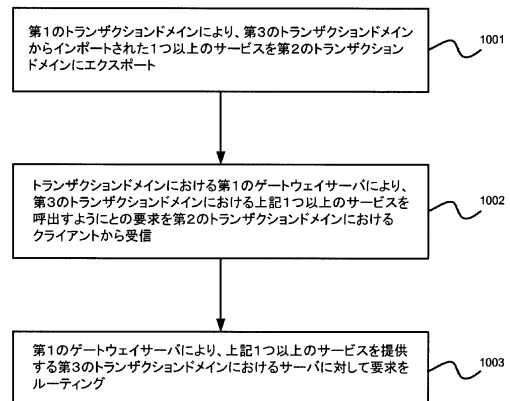 第1のトランザクションドメインにより、第3のトランザクションドメイン
からインポートされた1つ以上のサービスを第2のトランザクション
ドメインにエクスポート
1001
トランザクションドメインにおける第1のゲートウェイサーバにより、
第3のトランザクションドメインにおける上記1つ以上のサービスを
呼出すようにとの要求を第2のトランザクションドメインにおける
クライアントから受信
1002
第1のゲートウェイサーバにより、上記1つ以上のサービスを提供
する第3のトランザクションドメインにおけるサーバに対して要求を
ルーティング
1003